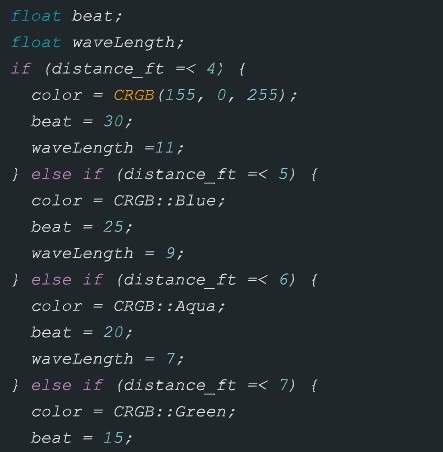 float beat;
float waveLength;
if (distance_ft =< 4) {
color = CRGB(155, 0, 255);
beat = 30;
waveLength =11;
} else if (distance_ft =< 5) {
color = CRGB::Blue;
beat = 25;
waveLength = 9;
} else if (distance_ft =< 6) {
color = CRGB::Aqua;
beat = 20;
waveLength = 7;
} else if (distance_ft =< 7) {
color = CRGB::Green;
beat = 15;